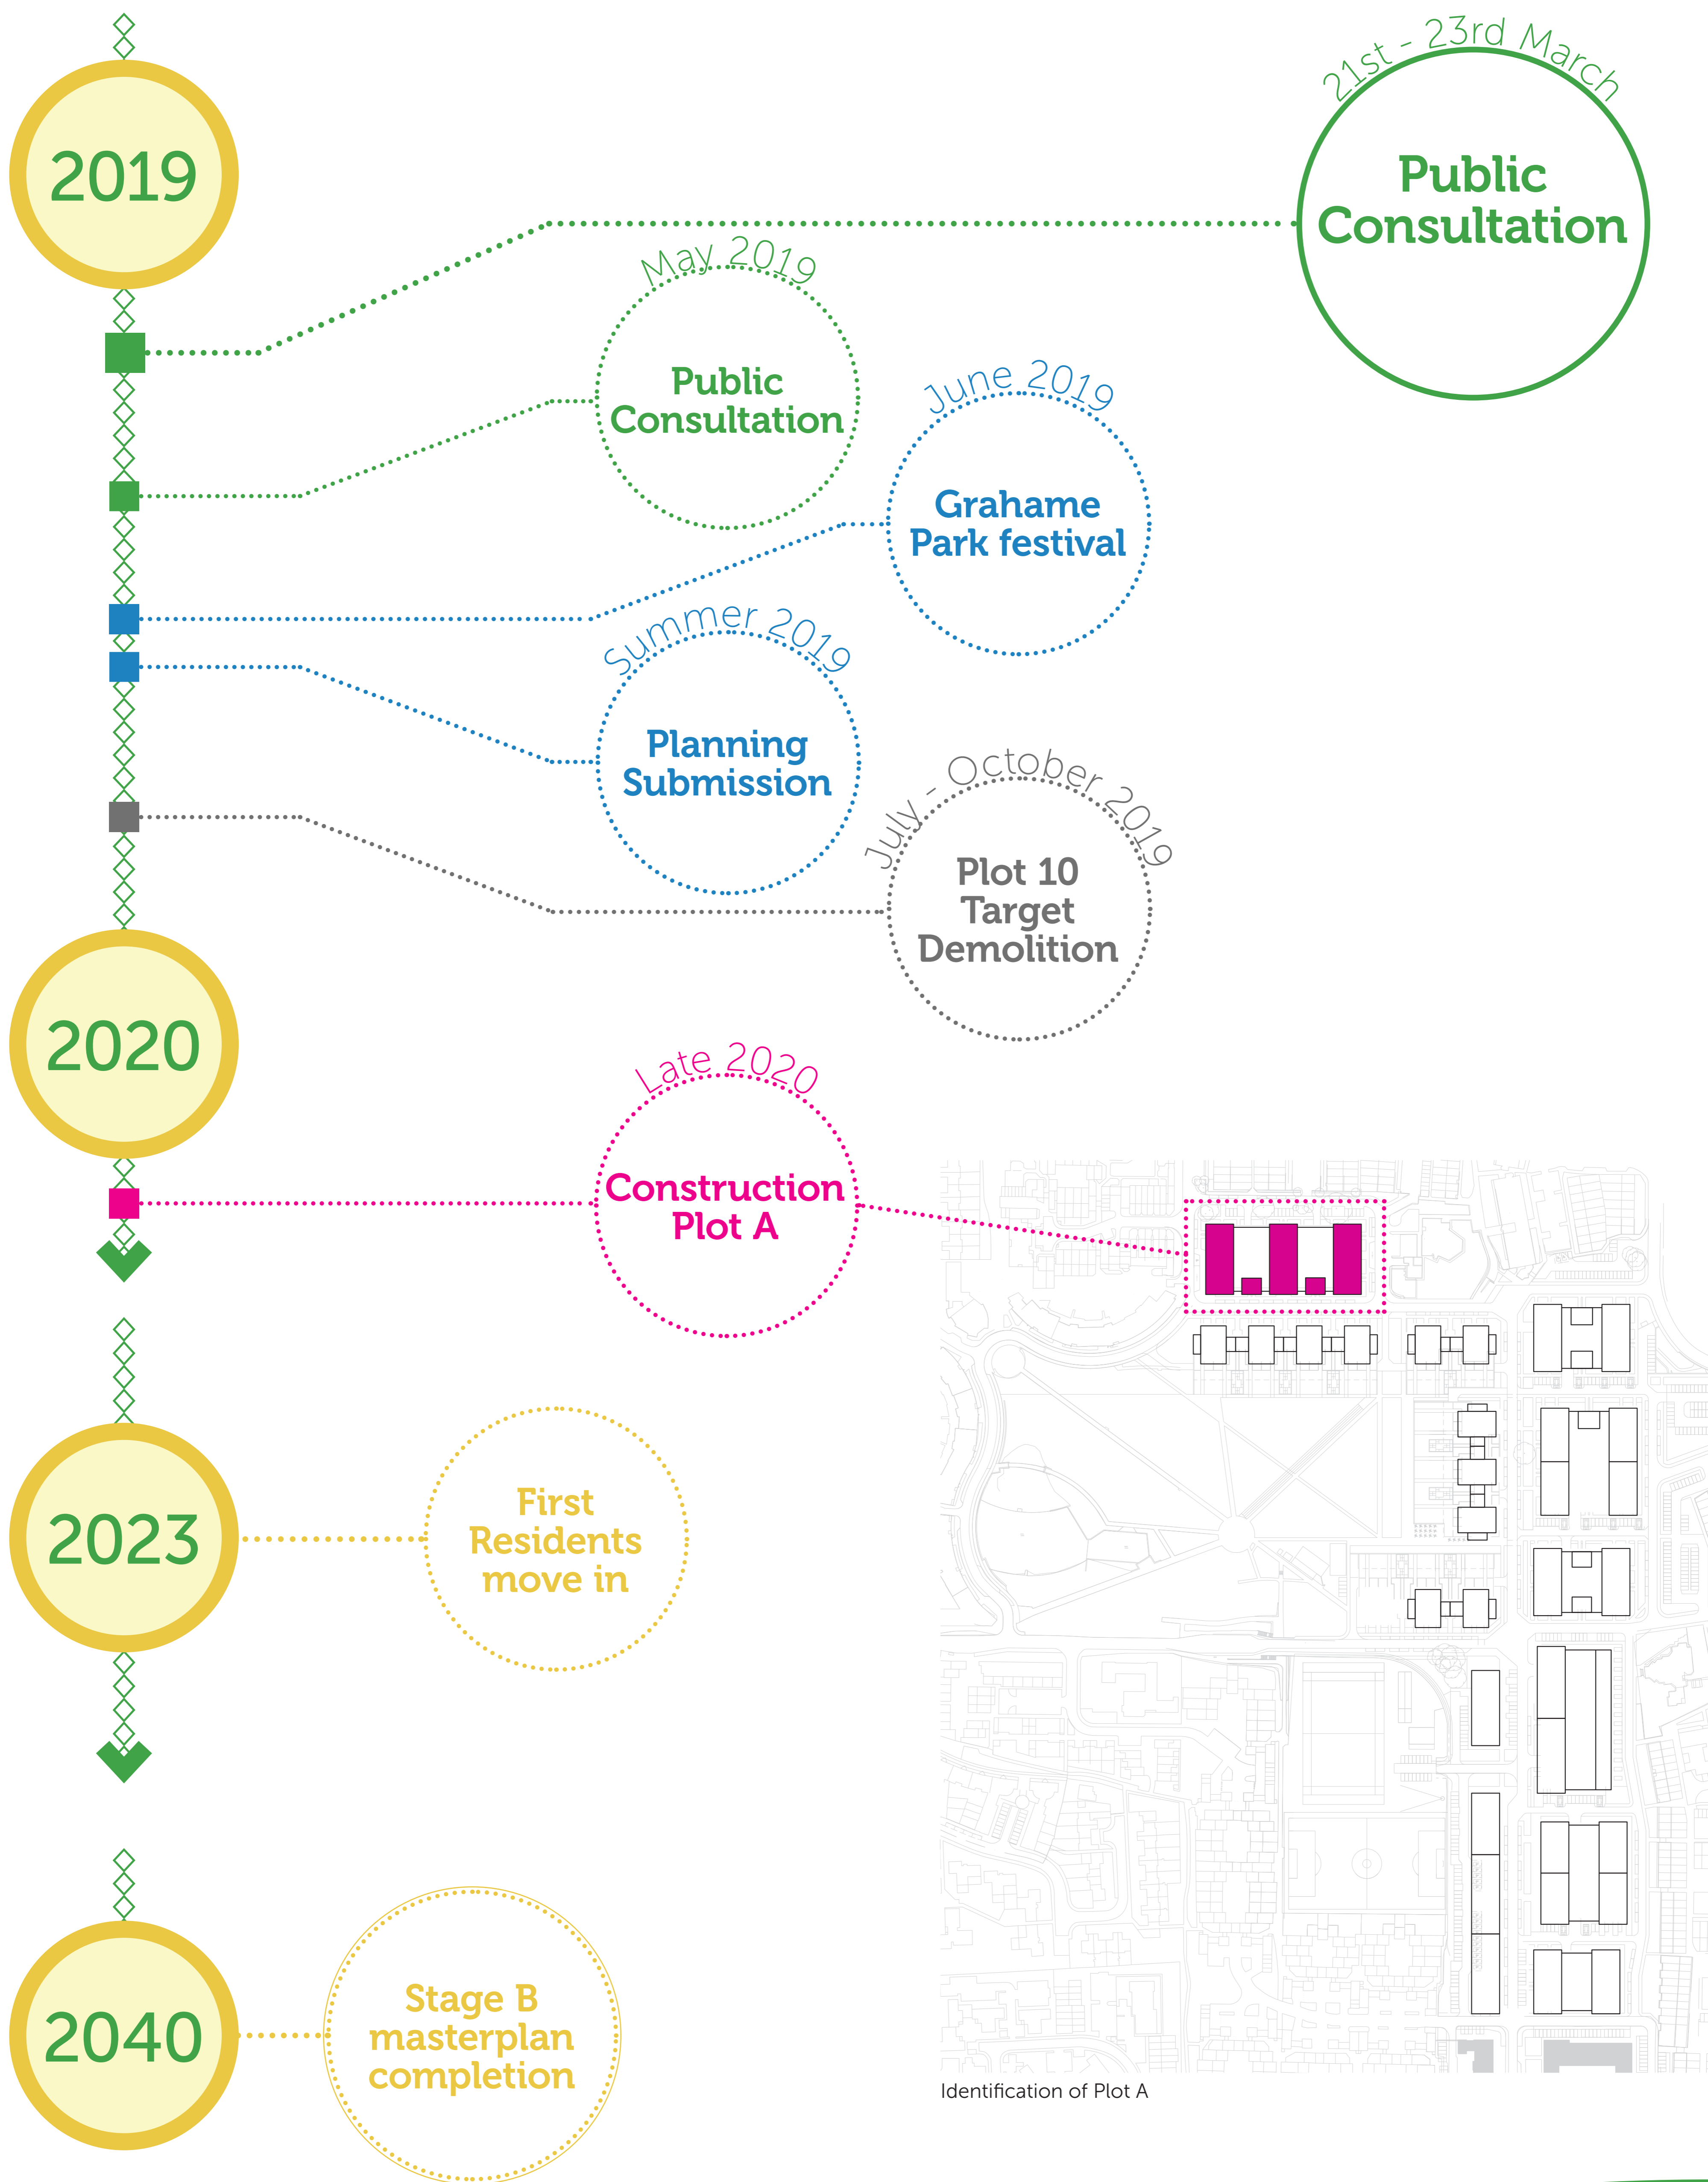 2019
21st - 23rd March
Public
Consultation
May 2019
Public
Consultation
June 2019
Grahame
Park festival
Summer 2019
Planning
Submission
July - October 2019
Plot 10
Target
Demolition
2020
Late 2020
Construction
Plot A
2023
First
Residents
move in
2040
Stage B
masterplan
completion
Identification of Plot A